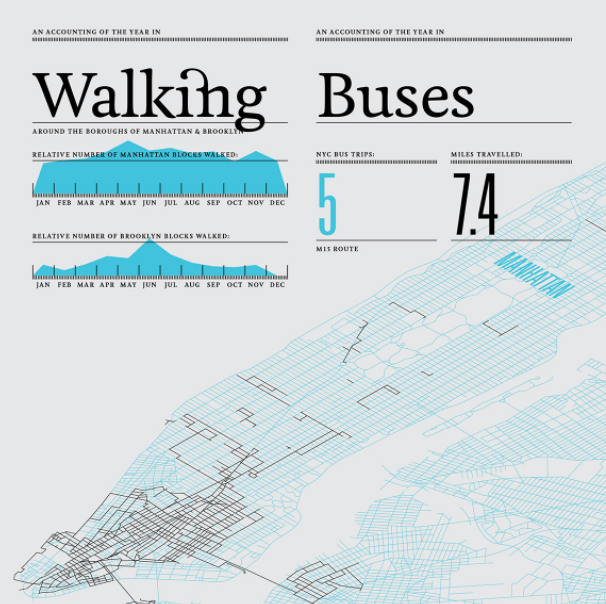 AN ACCOUNTING OF THE YEAR IN
Walking
AROUND THE BOROUGHS OF MANHATTAN & BROOKLYN
RELATIVE NUMBER OF MANHATTAN BLOCKS WALKED:
JAN FEB MAR APR MAY JUN JUL AUG SEP OCT NOV DEC
RELATIVE NUMBER OF BROOKLYN BLOCKS WALKED:
JAN FEB MAR APR MAY JUN JUL AUG SEP OCT NOV DEC
AN ACCOUNTING OF THE YEAR IN
Buses
NYC BUS TRIPS:
5
M15 ROUTE
MILES TRAVELLED:
7.4
MANHATTAN